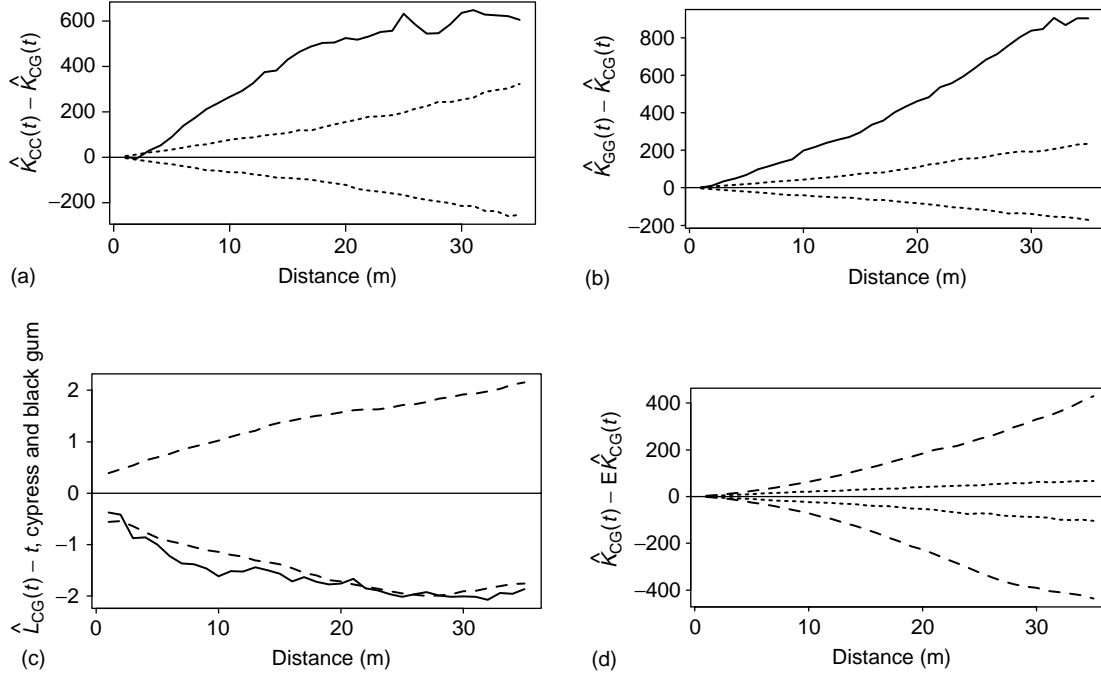 K̂CC(t) – K̂CG(t)
600
400
200
0
–200
0 10 20 30
Distance (m)
(a)
K̂GG(t) – K̂CG(t)
800
600
400
200
0
–200
0 10 20 30
Distance (m)
(b)
L̂CG(t) – t, cypress and black gum
2
1
0
–1
–2
0 10 20 30
Distance (m)
(c)
K̂CG(t) – EK̂CG(t)
400
200
0
–200
–400
0 10 20 30
Distance (m)
(d)